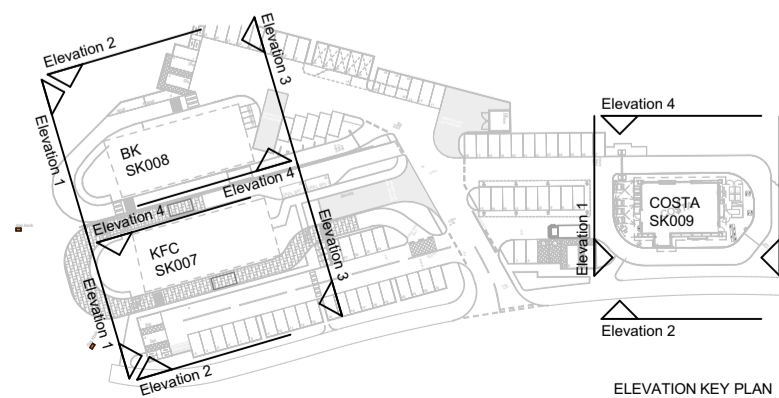 Elevation 2
Elevation 3
Elevation 1
BK
SK008
Elevation 4
Elevation 4
KFC
SK007
Elevation 3
Elevation 1
Elevation 2
Elevation 4
Elevation 1
COSTA
SK009
Elevation 2
ELEVATION KEY PLAN